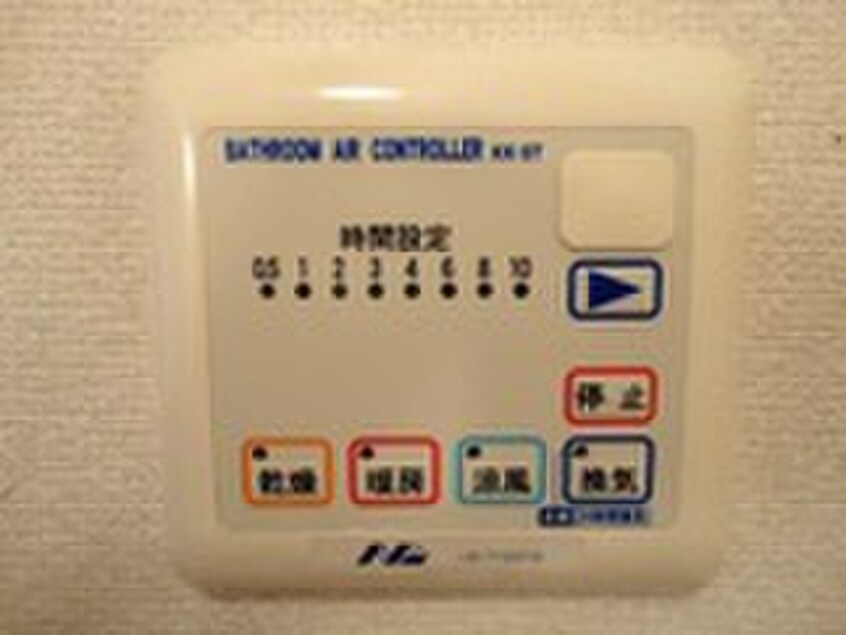 BATHROOM AIR CONTROLLER
時間設定
0.5 1 2 3 4 6 8 10
停止
乾燥 暖房 涼風 換気